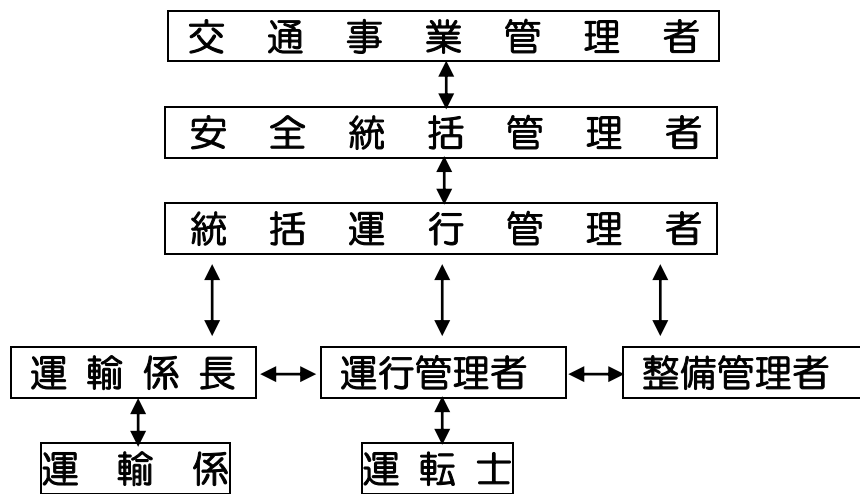 交通事業管理者
安全統括管理者
統括運行管理者
運輸係長 運行管理者 整備管理者
運輸係 運転士